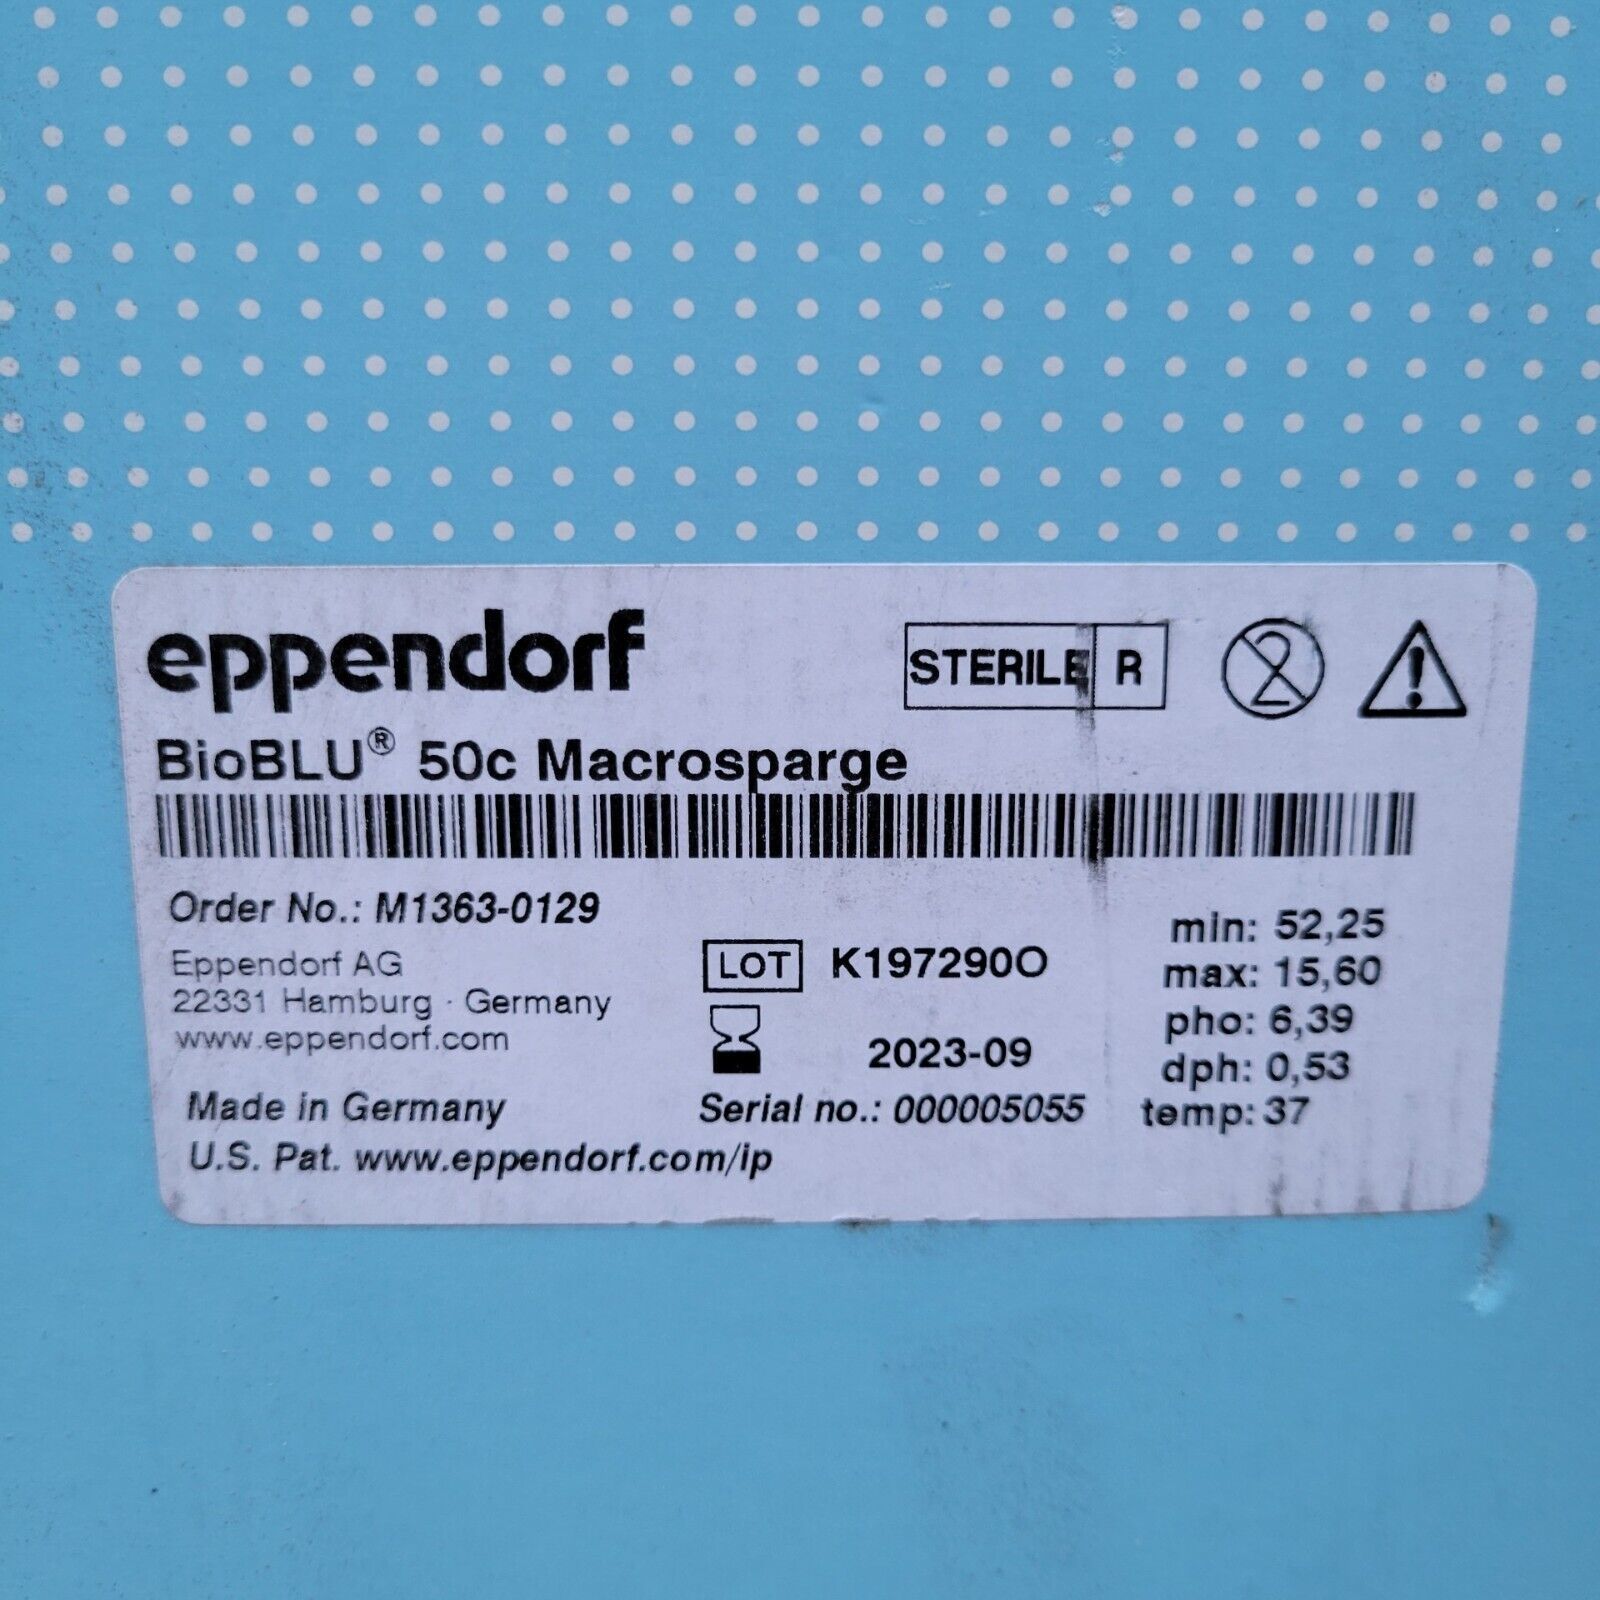 eppendorf
STERILE R
2
BioBLU® 50c Macrosparge
Order No.: M1363-0129
Eppendorf AG
22331 Hamburg · Germany
www.eppendorf.com
LOT K197290O
2023-09
min: 52,25
max: 15,60
pho: 6,39
dph: 0,53
temp: 37
Made in Germany
Serial no.: 000005055
U.S. Pat. www.eppendorf.com/ip